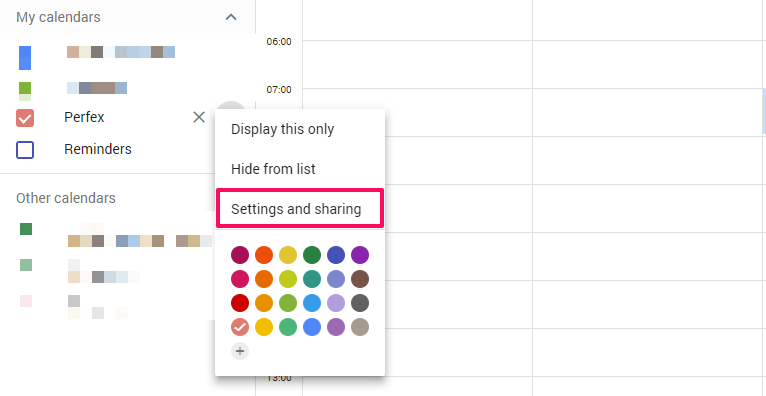 My calendars
06:00
07:00
Perfex
Display this only
Reminders
Hide from list
Other calendars
Settings and sharing
13:00